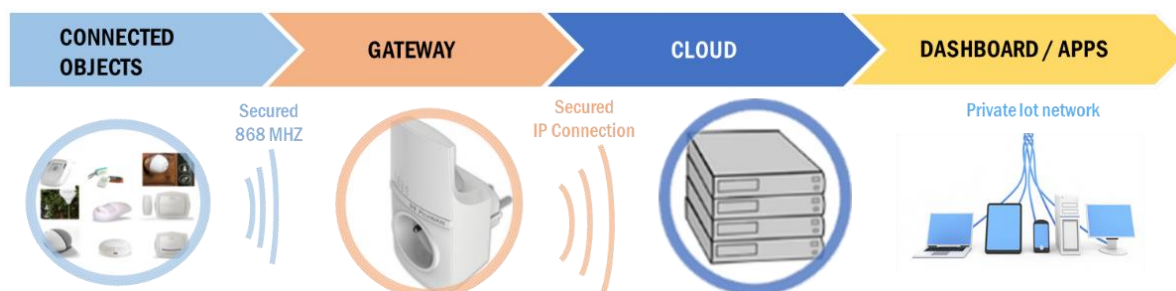 CONNECTED
OBJECTS
GATEWAY
CLOUD
DASHBOARD / APPS
Secured
868 MHZ
Secured
IP Connection
Private Iot network